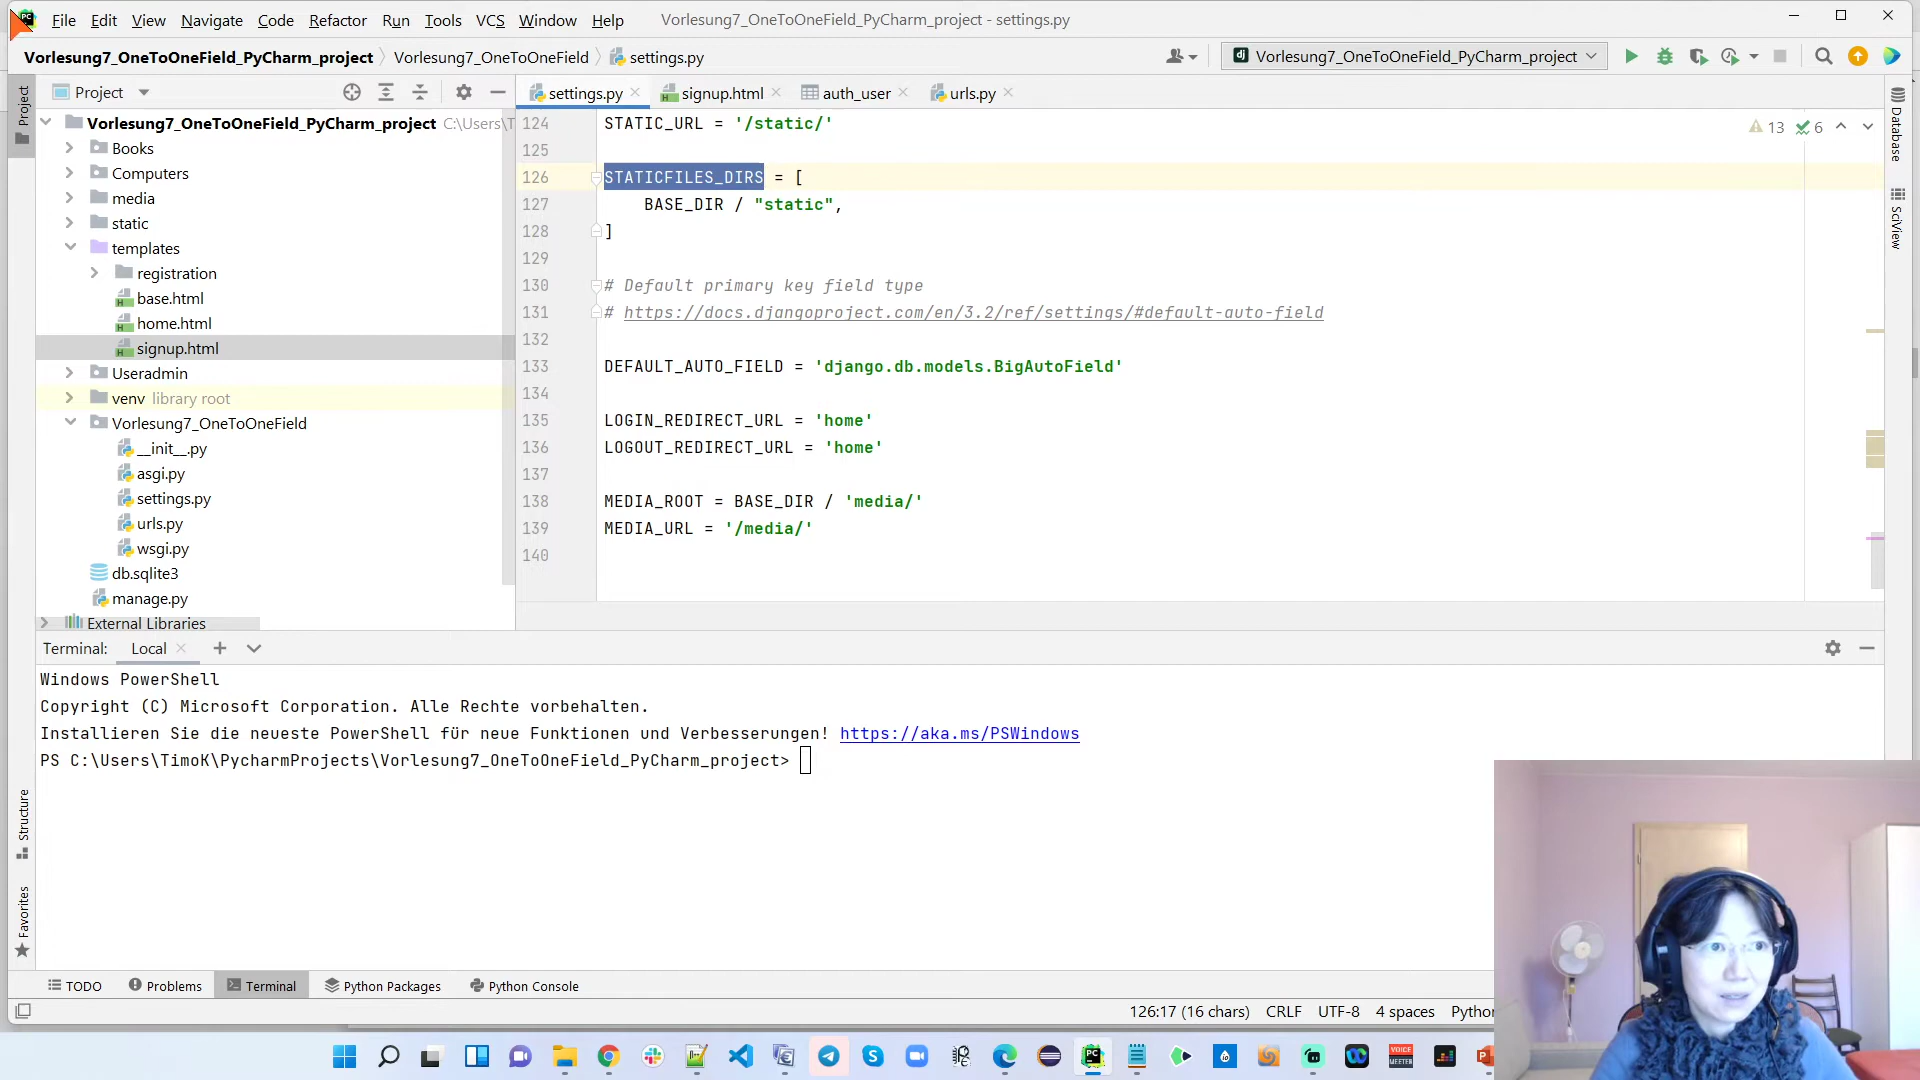 File Edit View Navigate Code Refactor Run Tools VCS Window Help Vorlesung7_OneToOneField_PyCharm_project - settings.py
Vorlesung7_OneToOneField_PyCharm_project Vorlesung7_OneToOneField settings.py Vorlesung7_OneToOneField_PyCharm_project
Project
Project
settings.py signup.html auth_user urls.py
Vorlesung7_OneToOneField_PyCharm_project C:\Users\T
Books
Computers
media
static
templates
registration
base.html
home.html
signup.html
Useradmin
venv library root
Vorlesung7_OneToOneField
__init__.py
asgi.py
settings.py
urls.py
wsgi.py
db.sqlite3
manage.py
External Libraries
13 6
124 STATIC_URL = '/static/'
125
126 STATICFILES_DIRS = [
127 BASE_DIR / "static",
128 ]
129
130 # Default primary key field type
131 # https://docs.djangoproject.com/en/3.2/ref/settings/#default-auto-field
132
133 DEFAULT_AUTO_FIELD = 'django.db.models.BigAutoField'
134
135 LOGIN_REDIRECT_URL = 'home'
136 LOGOUT_REDIRECT_URL = 'home'
137
138 MEDIA_ROOT = BASE_DIR / 'media/'
139 MEDIA_URL = '/media/'
140
Database
SciView
Terminal: Local
Windows PowerShell
Copyright (C) Microsoft Corporation. Alle Rechte vorbehalten.
Installieren Sie die neueste PowerShell für neue Funktionen und Verbesserungen! https://aka.ms/PSWindows
PS C:\Users\TimoK\PycharmProjects\Vorlesung7_OneToOneField_PyCharm_project>
Structure
Favorites
TODO Problems Terminal Python Packages Python Console
126:17 (16 chars) CRLF UTF-8 4 spaces Python
PC
VOICE
MEETER